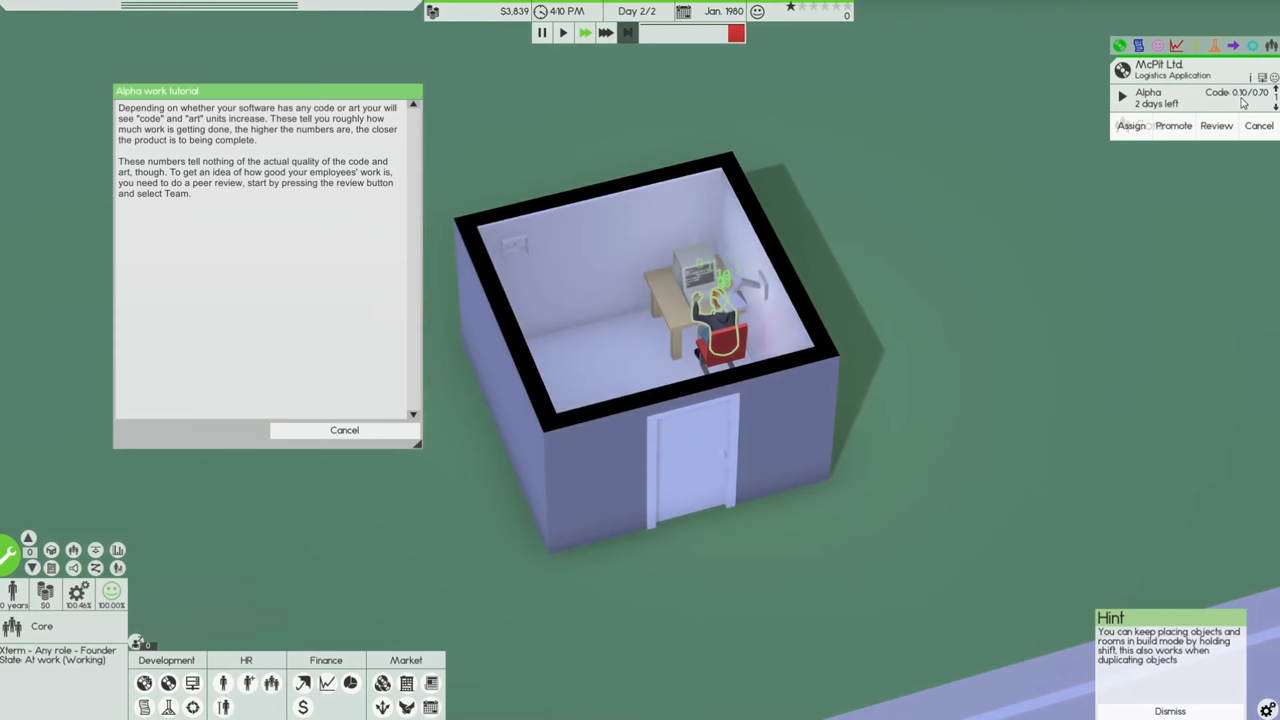 $3,839
4:10 PM
Day 2/2
Jan. 1980
0
McPit Ltd.
Logistics Application
Alpha
Code: 0.10/0.70
2 days left
1
Assign
Promote
Review
Cancel
Alpha work tutorial
Depending on whether your software has any code or art your will
see "code" and "art" units increase. These tell you roughly how
much work is getting done, the higher the numbers are, the closer
the product is to being complete.
These numbers tell nothing of the actual quality of the code and
art, though. To get an idea of how good your employees' work is,
you need to do a peer review, start by pressing the review button
and select Team.
Cancel
0
0 years
$0
100.46%
100.00%
Core
Xterm - Any role - Founder
State: At work (Working)
0
Development
HR
Finance
Market
Hint
You can keep placing objects and
rooms in build mode by holding
shift, this also works when
duplicating objects
Dismiss